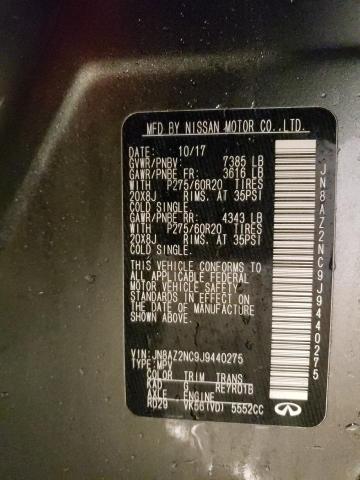 MFD BY NISSAN MOTOR CO.,LTD.
DATE: 10/17
GVWR/PNBV: 7385 LB
GAWR/PNBE FR: 3616 LB
WITH P275/60R20 TIRES,
20X8J RIMS, AT 35PSI
COLD SINGLE.
GAWR/PNBE RR: 4343 LB
WITH P275/60R20 TIRES,
20X8J RIMS, AT 35PSI
COLD SINGLE.
THIS VEHICLE CONFORMS TO
ALL APPLICABLE FEDERAL
MOTOR VEHICLE SAFETY
STANDARDS IN EFFECT ON THE
DATE OF MANUFACTURE
SHOWN ABOVE.
VIN: JN8AZ2NC9J9440275
TYPE: MPV
COLOR TRIM TRANS
KAD G RE7R01B
AXLE ENGINE
RD29 VK56(VD) 5552CC
INFINITI
JN8AZ2NC9J9440275